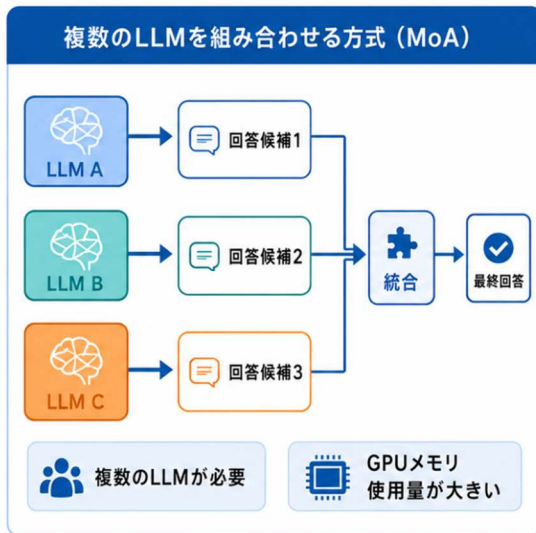 複数のLLMを組み合わせる方式（MoA）
LLM A
回答候補1
LLM B
回答候補2
統合
最終回答
LLM C
回答候補3
複数のLLMが必要
GPUメモリ
使用量が大きい